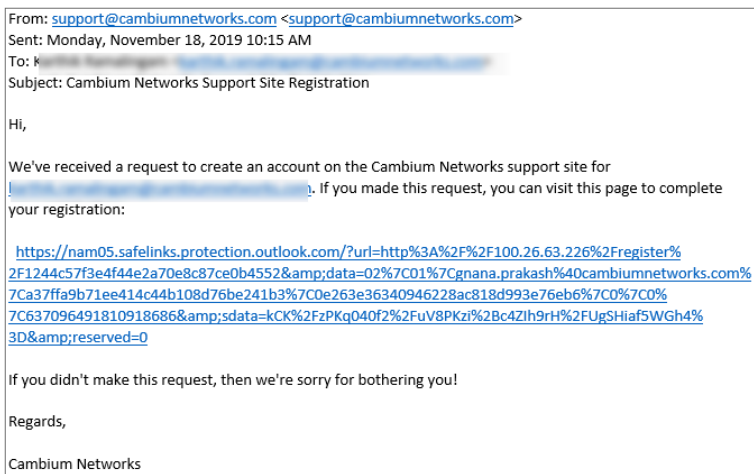 From: support@cambiumnetworks.com <support@cambiumnetworks.com>
Sent: Monday, November 18, 2019 10:15 AM
To: K
Subject: Cambium Networks Support Site Registration
Hi,
We've received a request to create an account on the Cambium Networks support site for
. If you made this request, you can visit this page to complete
your registration:
https://nam05.safelinks.protection.outlook.com/?url=http%3A%2F%2F100.26.63.226%2Fregister%
2F1244c57f3e4f44e2a70e8c87ce0b4552&amp;data=02%7C01%7Cgnana.prakash%40cambiumnetworks.com%
7Ca37ffa9b71ee414c44b108d76be241b3%7C0e263e36340946228ac818d993e76eb6%7C0%7C0%
7C637096491810918686&amp;sdata=kCK%2FzPKq040f2%2FuV8PKzi%2Bc4ZIh9rH%2FUgSHiaf5WGh4%
3D&amp;reserved=0
If you didn't make this request, then we're sorry for bothering you!
Regards,
Cambium Networks